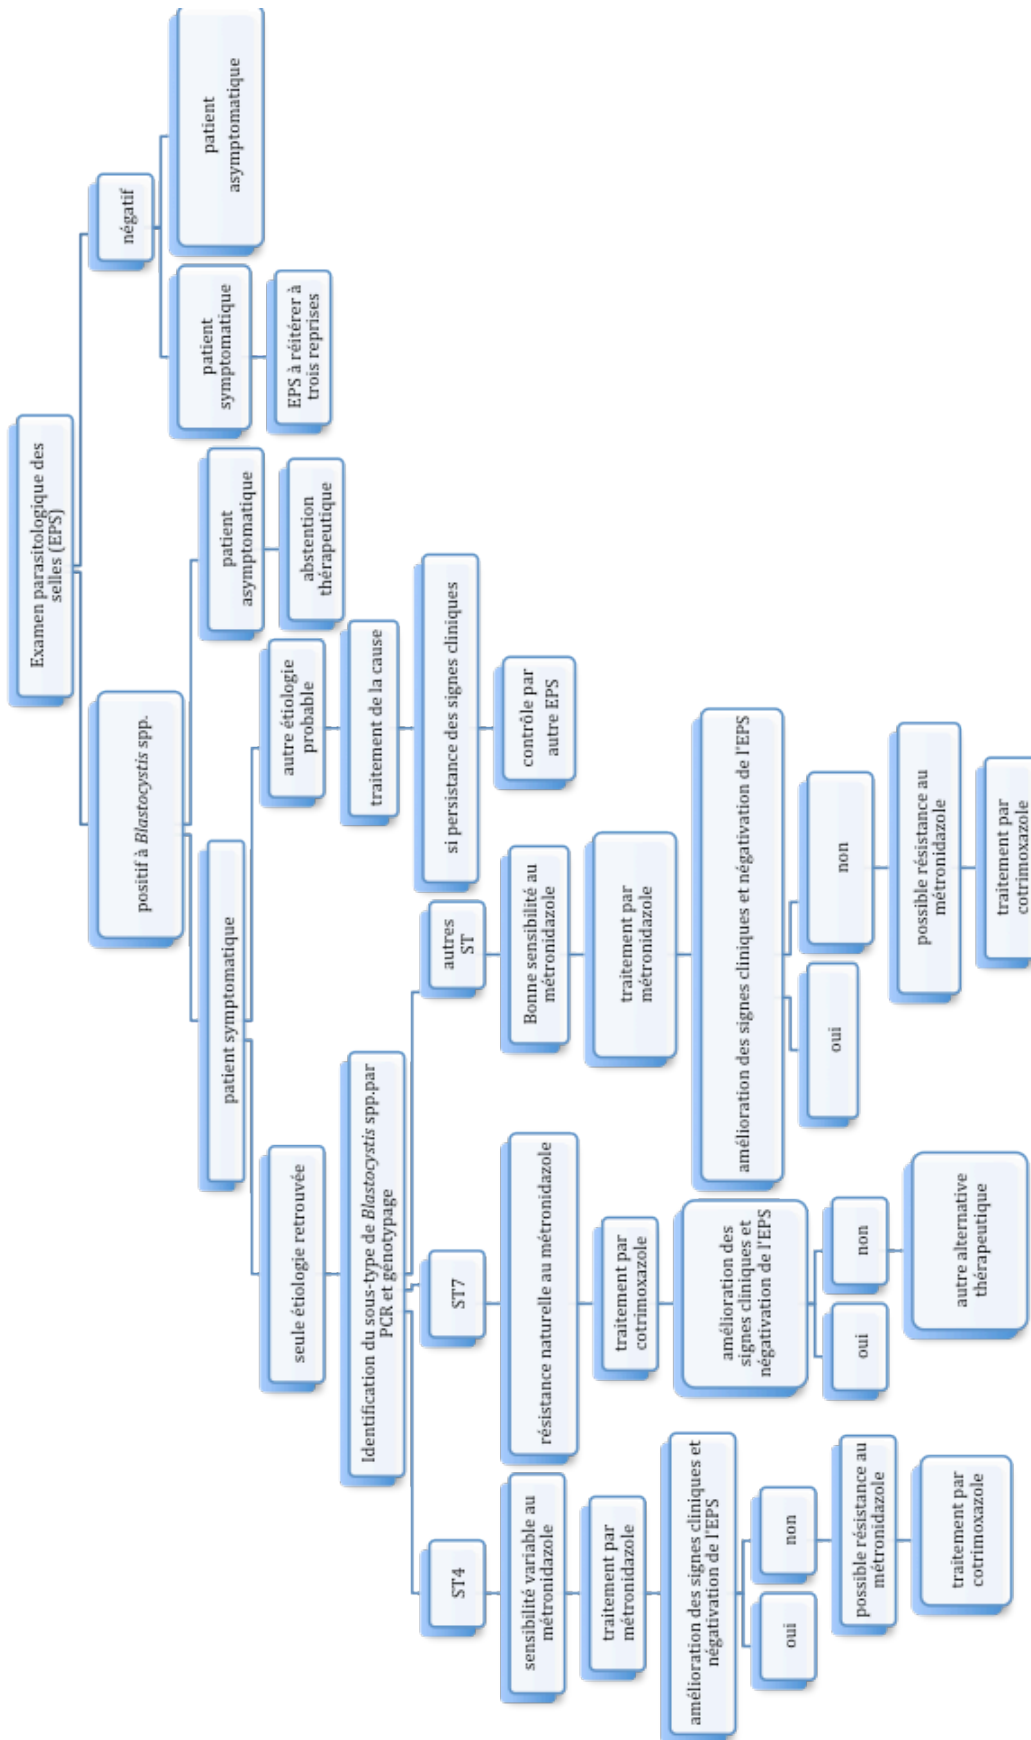 Examen parasitologique des
selles (EPS)
positif à Blastocystis spp.
négatif
patient symptomatique
patient
asymptomatique
patient
symptomatique
patient
asymptomatique
seule étiologie retrouvée
autre étiologie
probable
abstention
thérapeutique
EPS à réitérer à
trois reprises
Identification du sous-type de Blastocystis spp.par
PCR et génotypage
traitement de la cause
ST4
ST7
autres
ST
si persistance des signes cliniques
sensibilité variable au
métronidazole
résistance naturelle au métronidazole
Bonne sensibilité au
métronidazole
contrôle par
autre EPS
traitement par
métronidazole
traitement par
cotrimoxazole
traitement par
métronidazole
amélioration des signes cliniques et
négativation de l'EPS
amélioration des
signes cliniques et
négativation de l'EPS
amélioration des signes cliniques et négativation de l'EPS
oui
non
oui
non
oui
non
possible résistance au
métronidazole
autre alternative
thérapeutique
possible résistance au
métronidazole
traitement par
cotrimoxazole
traitement par
cotrimoxazole